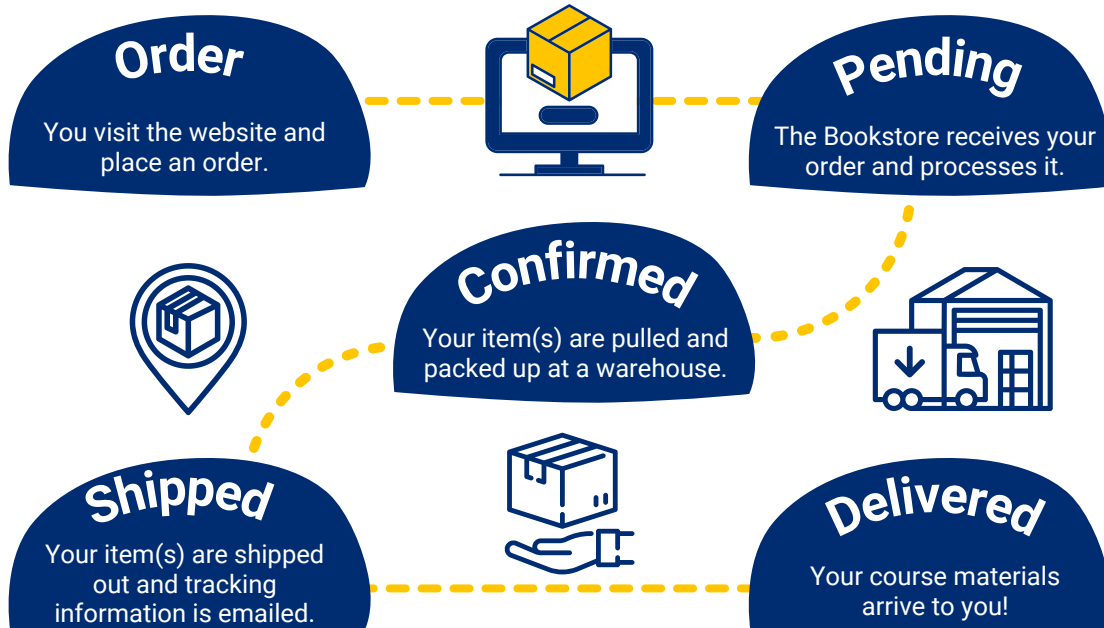 Order
You visit the website and
place an order.
Pending
The Bookstore receives your
order and processes it.
Confirmed
Your item(s) are pulled and
packed up at a warehouse.
Shipped
Your item(s) are shipped
out and tracking
information is emailed.
Delivered
Your course materials
arrive to you!